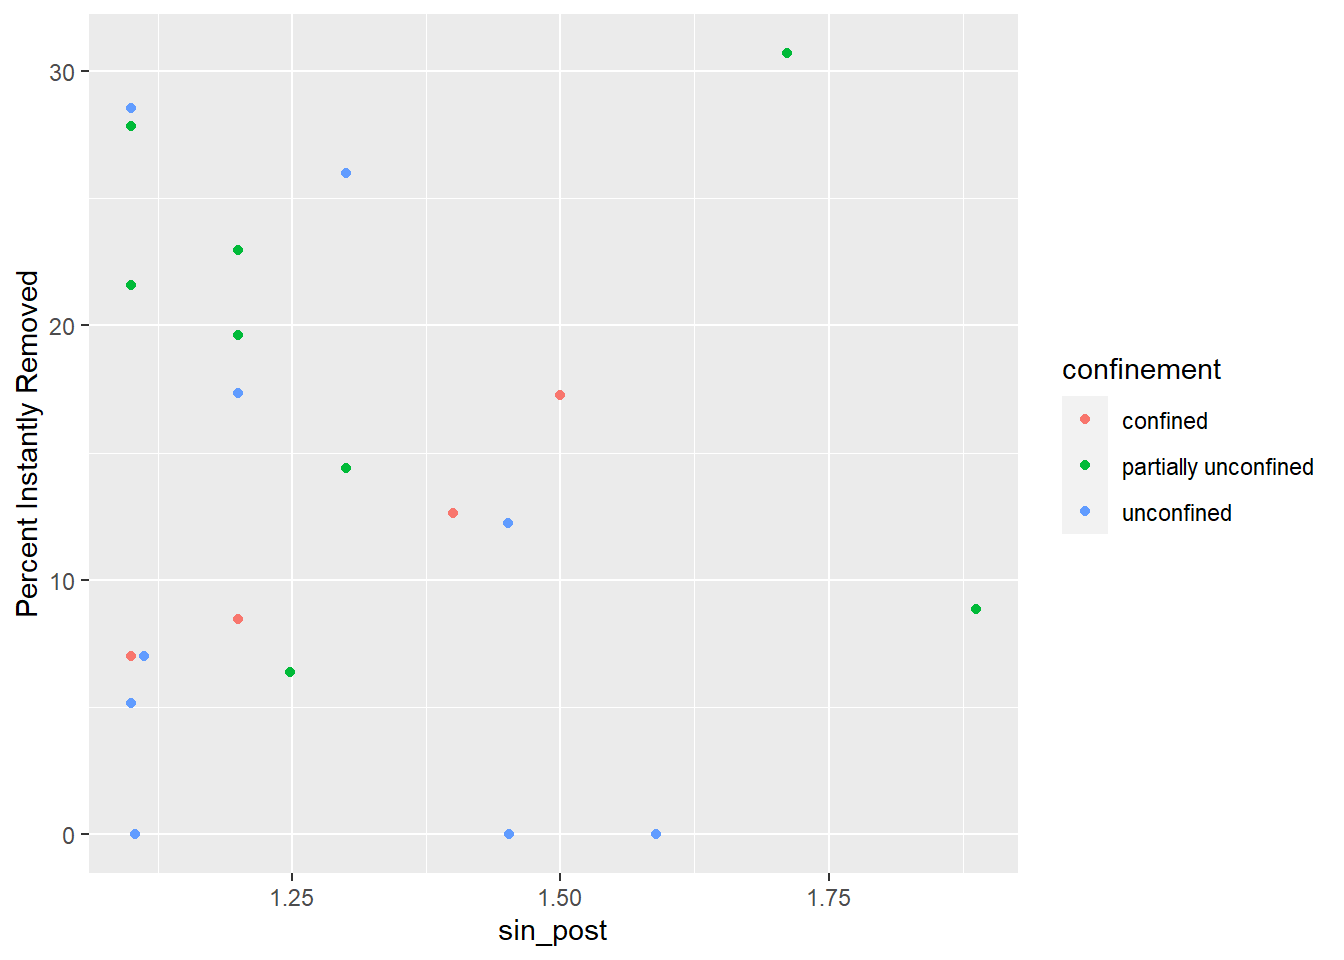 30
20
10
0
Percent Instantly Removed
1.25 1.50 1.75
sin_post
confinement
confined
partially unconfined
unconfined